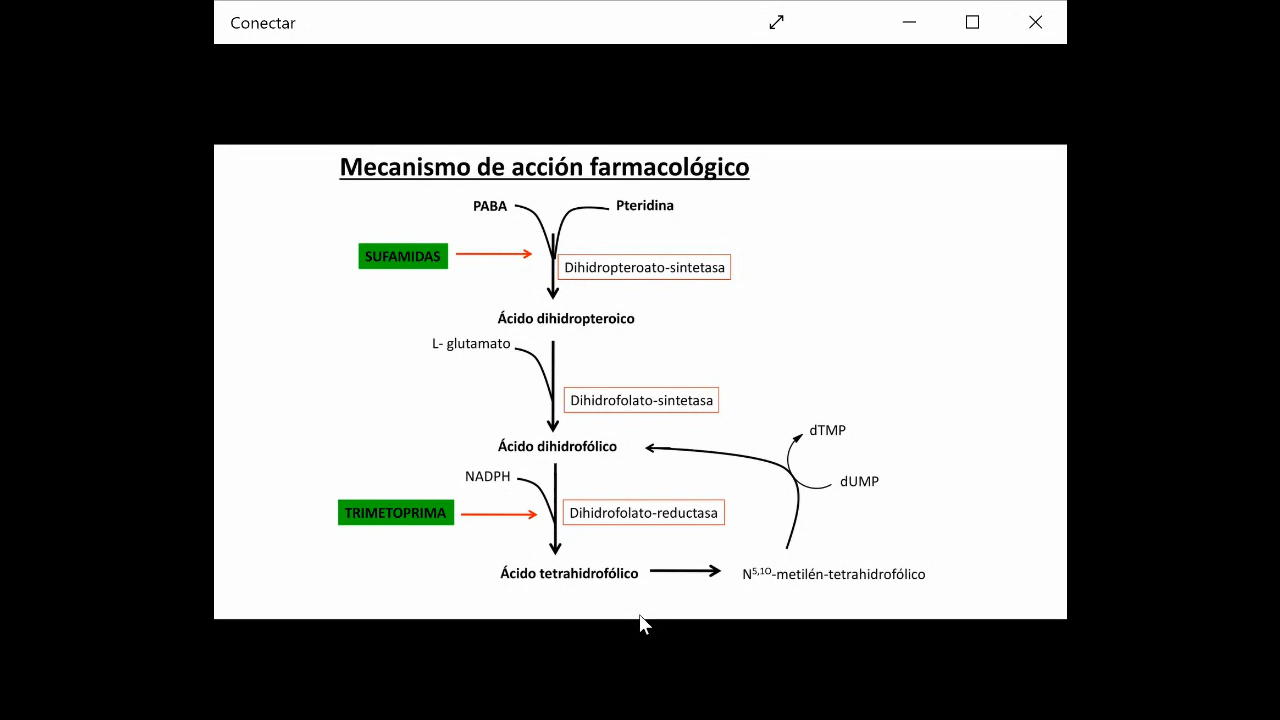 Conectar
Mecanismo de acción farmacológico
PABA
Pteridina
SUFAMIDAS
Dihidropteroato-sintetasa
Ácido dihidropteroico
L- glutamato
Dihidrofolato-sintetasa
Ácido dihidrofólico
dTMP
NADPH
dUMP
TRIMETOPRIMA
Dihidrofolato-reductasa
Ácido tetrahidrofólico
N5,10-metilén-tetrahidrofólico